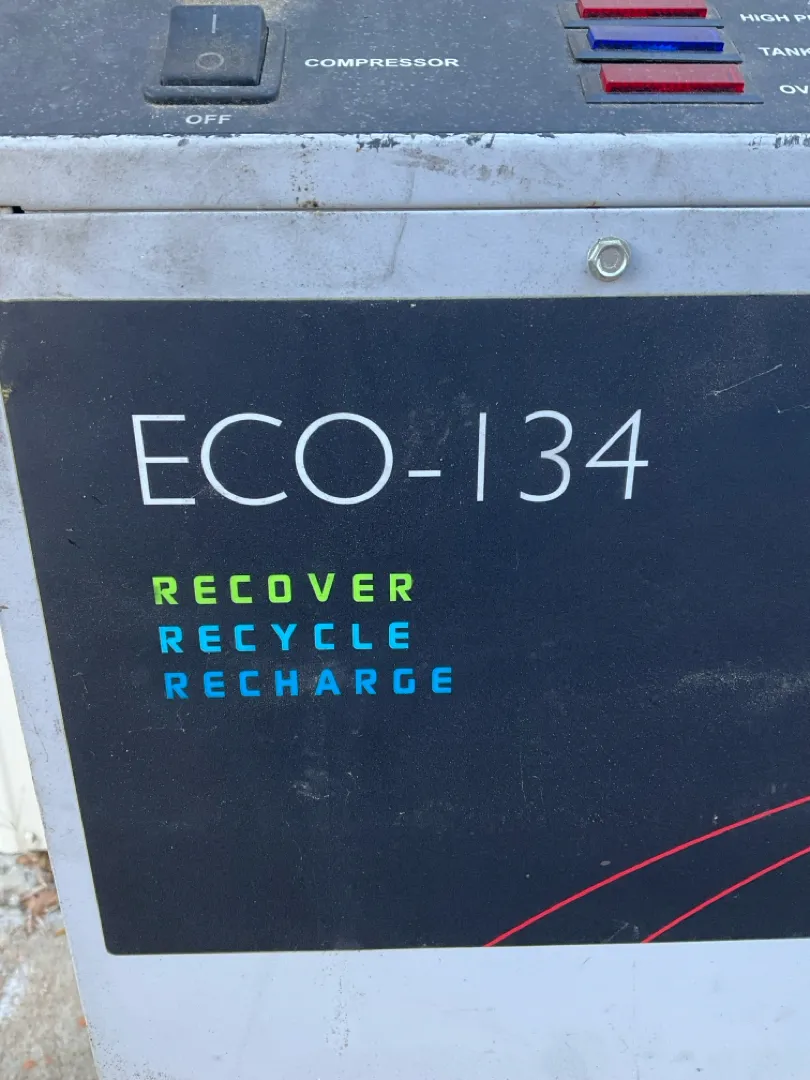 HIGH
COMPRESSOR
TANK
OFF
ECO-134
RECOVER
RECYCLE
RECHARGE